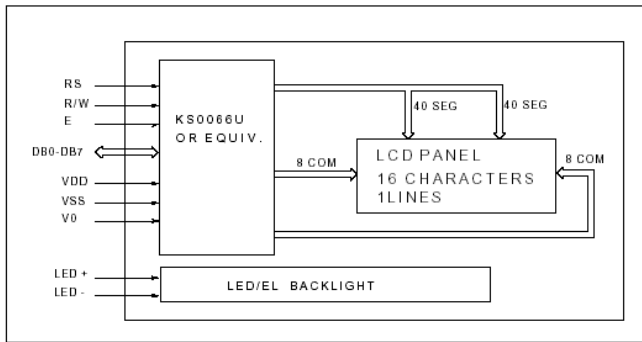 RS
R/W
E
DB0-DB7
VDD
VSS
V0
LED +
LED -
KS0066U
OR EQUIV.
40 SEG
40 SEG
8 COM
8 COM
LCD PANEL
16 CHARACTERS
1LINES
LED/EL BACKLIGHT